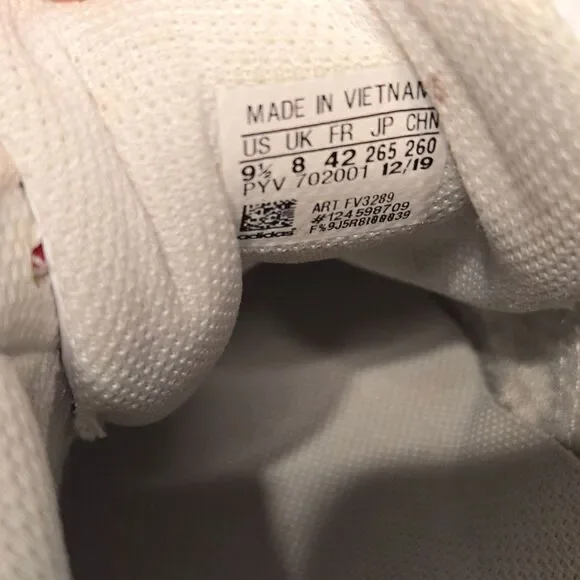 MADE IN VIETNAM
US UK FR JP CHN
9½ 8 42 265 260
PYV 702001 12/19
ART FV3289
#124598709
adidas